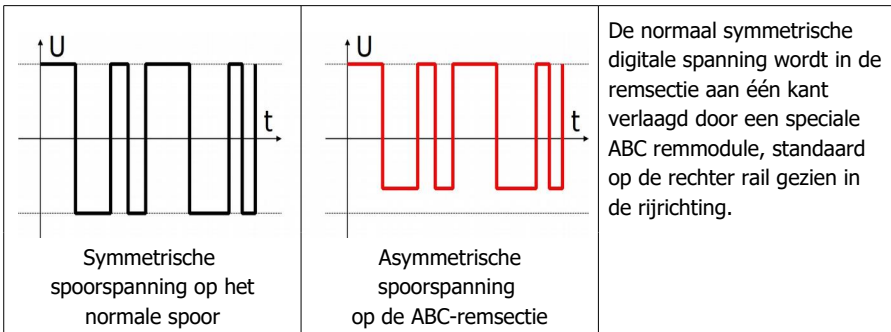 U
t
Symmetrische
spoorspanning op het
normale spoor
U
t
Asymmetrische
spoorspanning
op de ABC-remsectie
De normaal symmetrische
digitale spanning wordt in de
remsectie aan één kant
verlaagd door een speciale
ABC remmodule, standaard
op de rechter rail gezien in
de rijrichting.